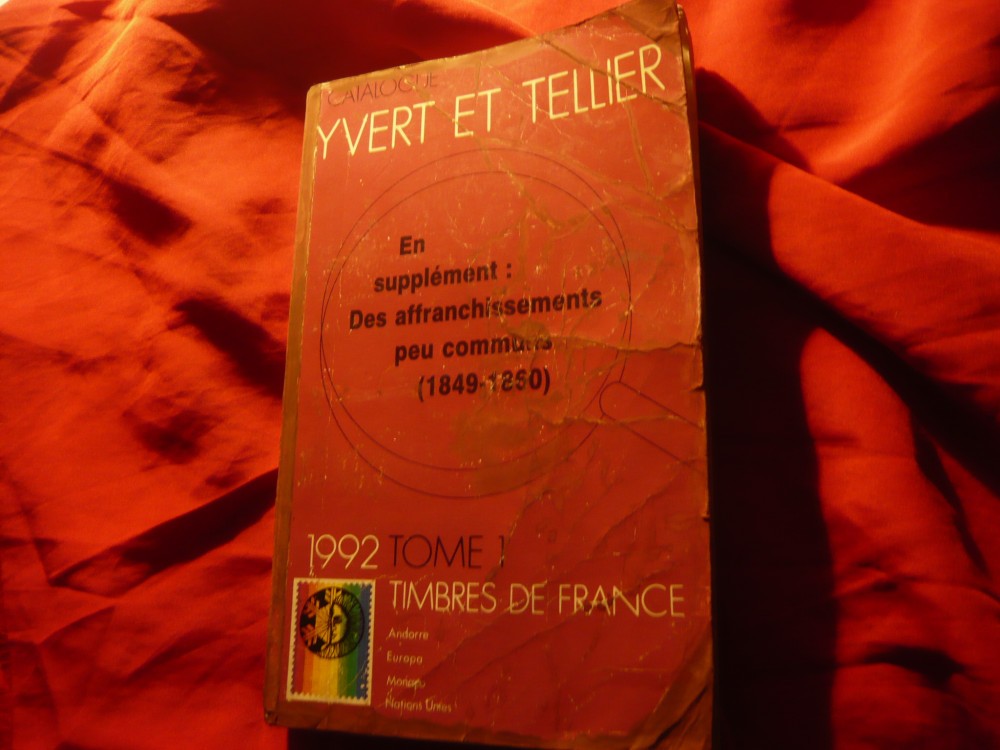 CATALOGUE
YVERT ET TELLIER
En
supplément :
Des affranchissements
peu communs
(1849-1860)
1992 TOME 1
TIMBRES DE FRANCE
Andorre
Europa
Monaco
Nations Unies